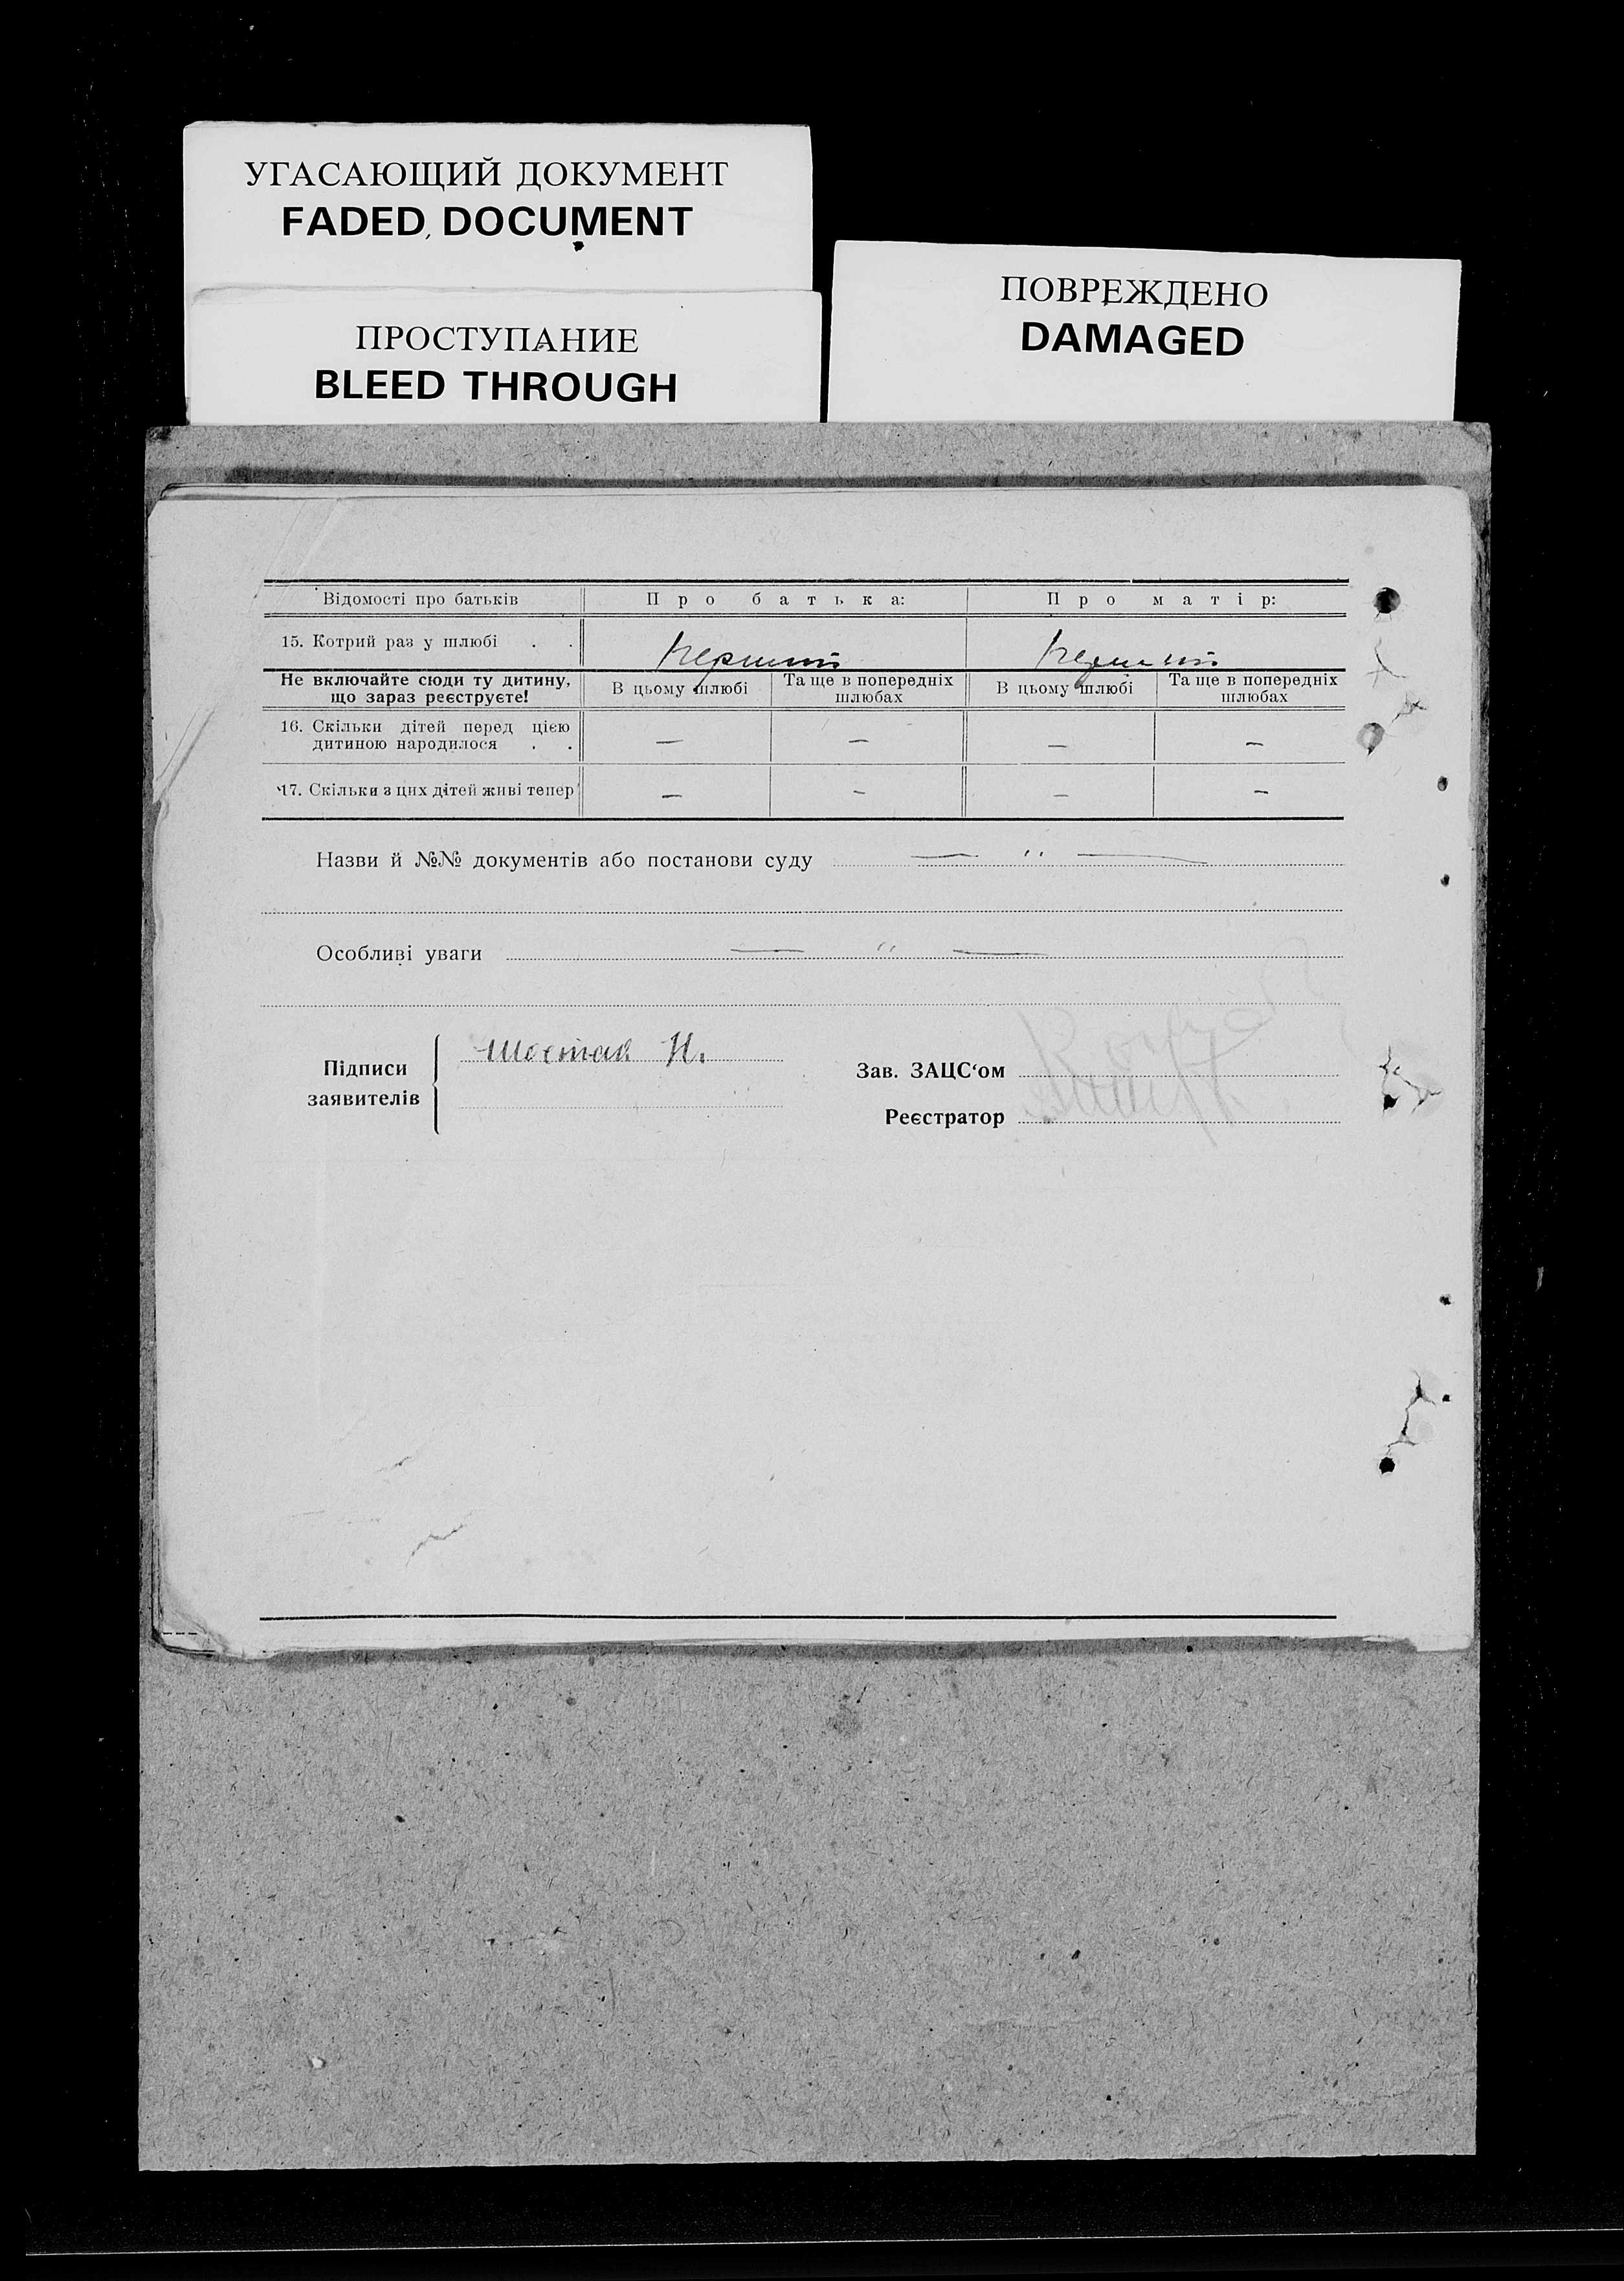 УГАСАЮЩИЙ ДОКУМЕНТ
FADED DOCUMENT
ПРОСТУПАНИЕ
BLEED THROUGH
ПОВРЕЖДЕНО
DAMAGED
Відомості про батьків Про батька: Про матір:
15. Котрий раз у шлюбі . . первий первий
Не включайте сюди ту дитину, що зараз реєструєте!
В цьому шлюбі
Та ще в попередніх шлюбах
В цьому шлюбі
Та ще в попередніх шлюбах
16. Скільки дітей перед цією
дитиною народилося . . — — — —
17. Скільки з цих дітей живі тепер — — — —
Назви й №№ документів або постанови суду — " —
Особливі уваги — " —
Підписи
заявителів
Шостак Н.
Зав. ЗАЦС'ом
Реєстратор